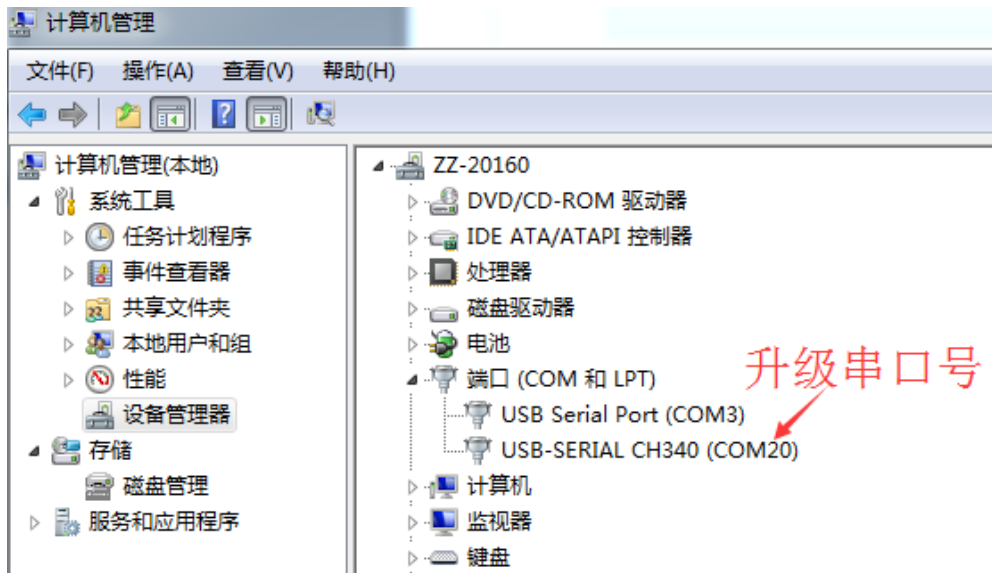 计算机管理
文件(F) 操作(A) 查看(V) 帮助(H)
计算机管理(本地)
系统工具
任务计划程序
事件查看器
共享文件夹
本地用户和组
性能
设备管理器
存储
磁盘管理
服务和应用程序
ZZ-20160
DVD/CD-ROM 驱动器
IDE ATA/ATAPI 控制器
处理器
磁盘驱动器
电池
端口 (COM 和 LPT)
USB Serial Port (COM3)
USB-SERIAL CH340 (COM20)
计算机
监视器
键盘
升级串口号